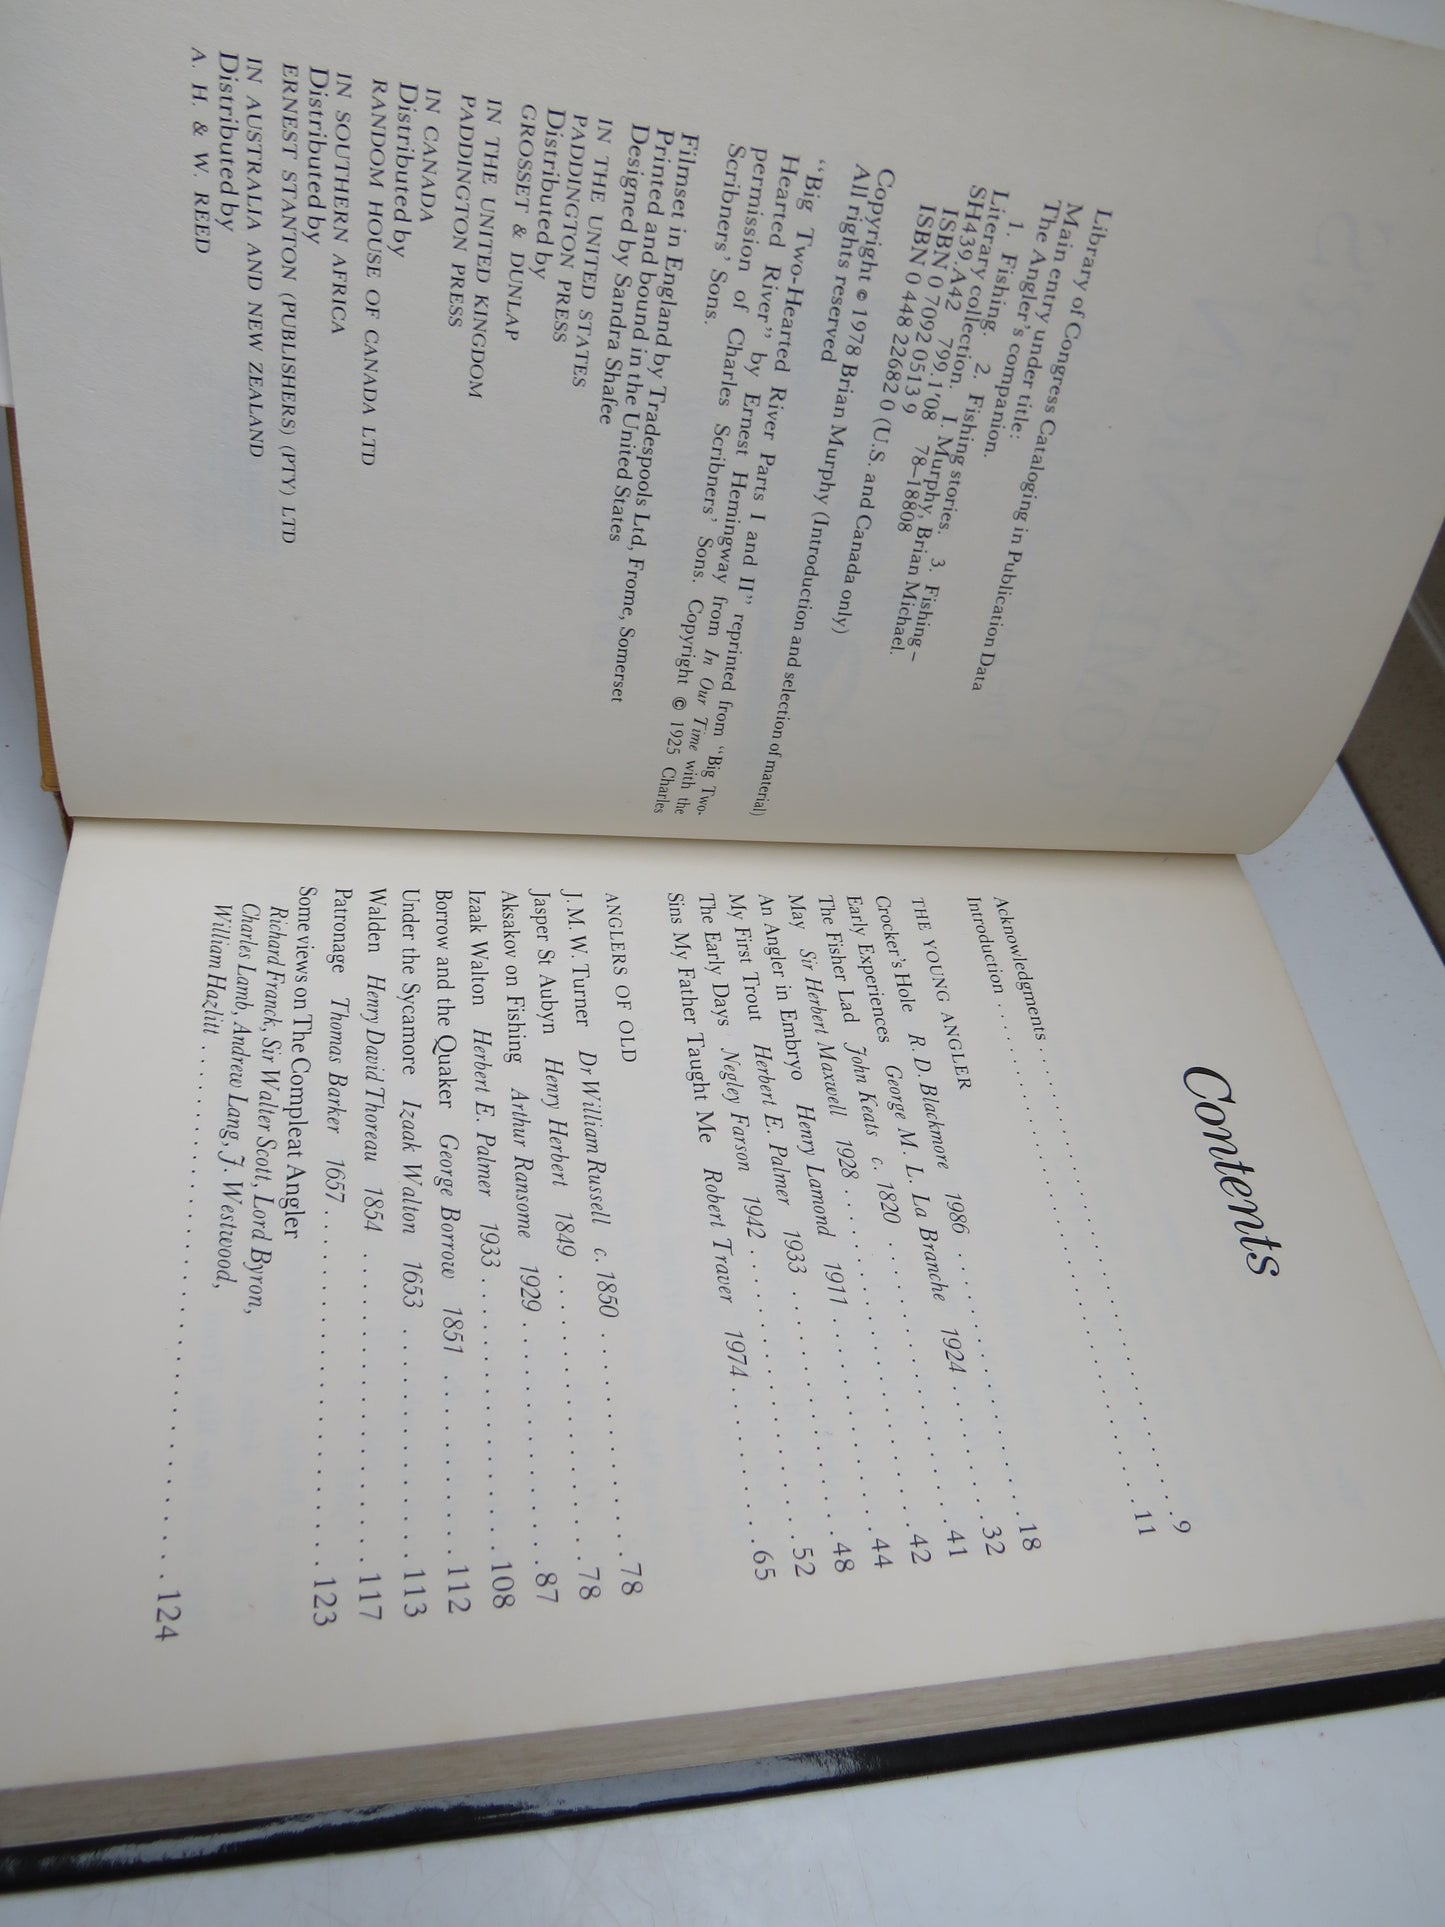 Library of Congress Cataloging in Publication Data
Main entry under title:
The Angler's companion.
1. Fishing. 2. Fishing stories. 3. Fishing –
Literary collection. I. Murphy, Brian Michael.
SH439.A42 799.1'08 78–18808
ISBN 0 7092 0513 9
ISBN 0 448 22682 0 (U.S. and Canada only)
Copyright © 1978 Brian Murphy (Introduction and selection of material)
All rights reserved
"Big Two-Hearted River Parts I and II" reprinted from "Big Two-
Hearted River" by Ernest Hemingway from In Our Time with the
permission of Charles Scribners' Sons. Copyright © 1925 Charles
Scribners' Sons.
Filmset in England by Tradespools Ltd, Frome, Somerset
Printed and bound in the United States
Designed by Sandra Shafee
IN THE UNITED STATES
PADDINGTON PRESS
Distributed by
GROSSET & DUNLAP
IN THE UNITED KINGDOM
PADDINGTON PRESS
IN CANADA
Distributed by
RANDOM HOUSE OF CANADA LTD
IN SOUTHERN AFRICA
Distributed by
ERNEST STANTON (PUBLISHERS) (PTY) LTD
IN AUSTRALIA AND NEW ZEALAND
Distributed by
A. H. & W. REED
Contents
Acknowledgments . . . . . . . . . . 9
Introduction . . . . . . . . . . 11
THE YOUNG ANGLER
Crocker's Hole R. D. Blackmore 1986 . . . . . . . . . . 18
Early Experiences George M. L. La Branche 1924 . . . . . . . . . . 32
The Fisher Lad John Keats c. 1820 . . . . . . . . . . 41
May Sir Herbert Maxwell 1928 . . . . . . . . . . 42
An Angler in Embryo Henry Lamond 1911 . . . . . . . . . . 44
My First Trout Herbert E. Palmer 1933 . . . . . . . . . . 48
The Early Days Negley Farson 1942 . . . . . . . . . . 52
Sins My Father Taught Me Robert Traver 1974 . . . . . . . . . . 65
ANGLERS OF OLD
J. M. W. Turner Dr William Russell c. 1850 . . . . . . . . . . 78
Jasper St Aubyn Henry Herbert 1849 . . . . . . . . . . 78
Aksakov on Fishing Arthur Ransome 1929 . . . . . . . . . . 87
Izaak Walton Herbert E. Palmer 1933 . . . . . . . . . . 108
Borrow and the Quaker George Borrow 1851 . . . . . . . . . . 112
Under the Sycamore Izaak Walton 1653 . . . . . . . . . . 113
Walden Henry David Thoreau 1854 . . . . . . . . . . 117
Patronage Thomas Barker 1657 . . . . . . . . . . 123
Some views on The Compleat Angler
Richard Franck, Sir Walter Scott, Lord Byron,
Charles Lamb, Andrew Lang, J. Westwood,
William Hazlitt . . . . . . . . . . 124